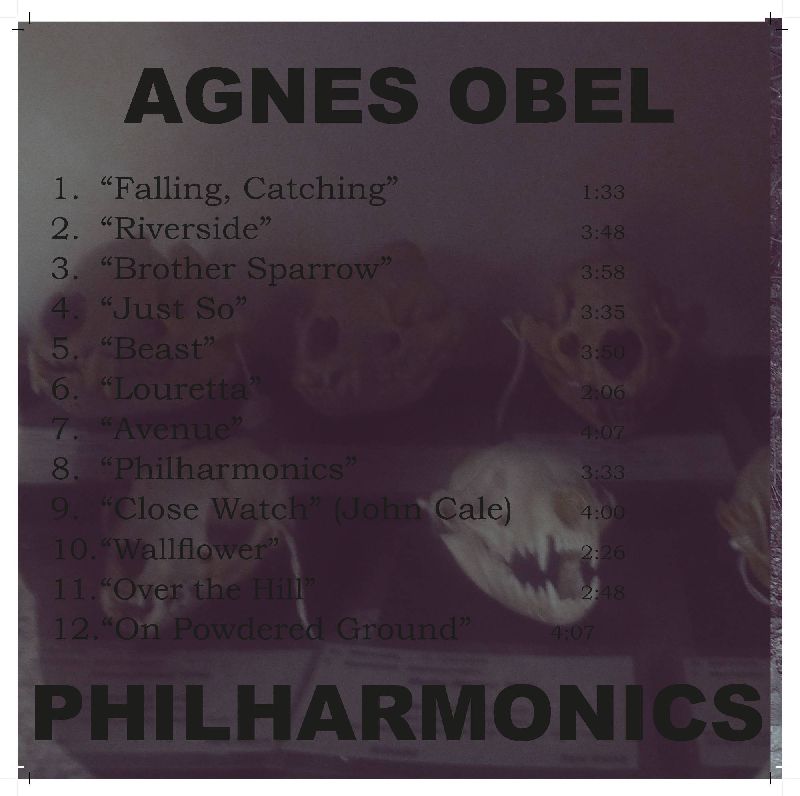 AGNES OBEL
1. “Falling, Catching” 1:33
2. “Riverside” 3:48
3. “Brother Sparrow” 3:58
4. “Just So” 3:35
5. “Beast” 3:50
6. “Louretta” 2:06
7. “Avenue” 4:07
8. “Philharmonics” 3:33
9. “Close Watch” (John Cale) 4:00
10.“Wallflower” 2:26
11.“Over the Hill” 2:48
12.“On Powdered Ground” 4:07
PHILHARMONICS